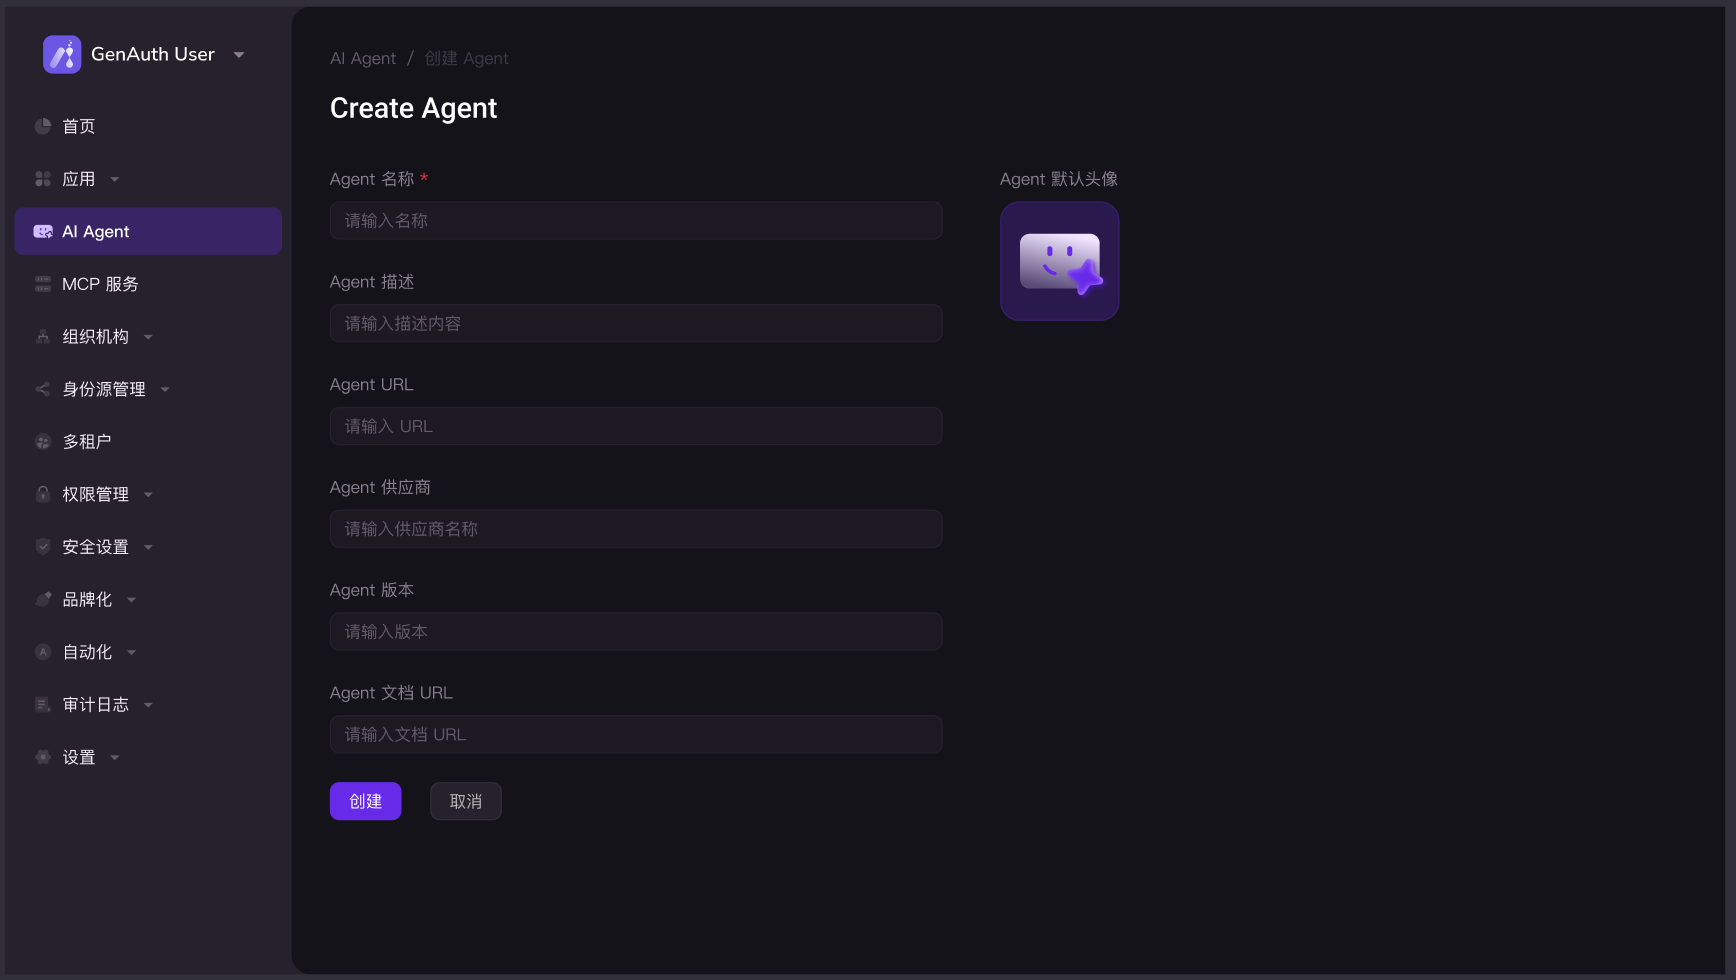 GenAuth User
首页
应用
AI Agent
MCP 服务
组织机构
身份源管理
多租户
权限管理
安全设置
品牌化
自动化
审计日志
设置
AI Agent / 创建 Agent
Create Agent
Agent 名称 *
请输入名称
Agent 描述
请输入描述内容
Agent URL
请输入 URL
Agent 供应商
请输入供应商名称
Agent 版本
请输入版本
Agent 文档 URL
请输入文档 URL
创建 取消
Agent 默认头像